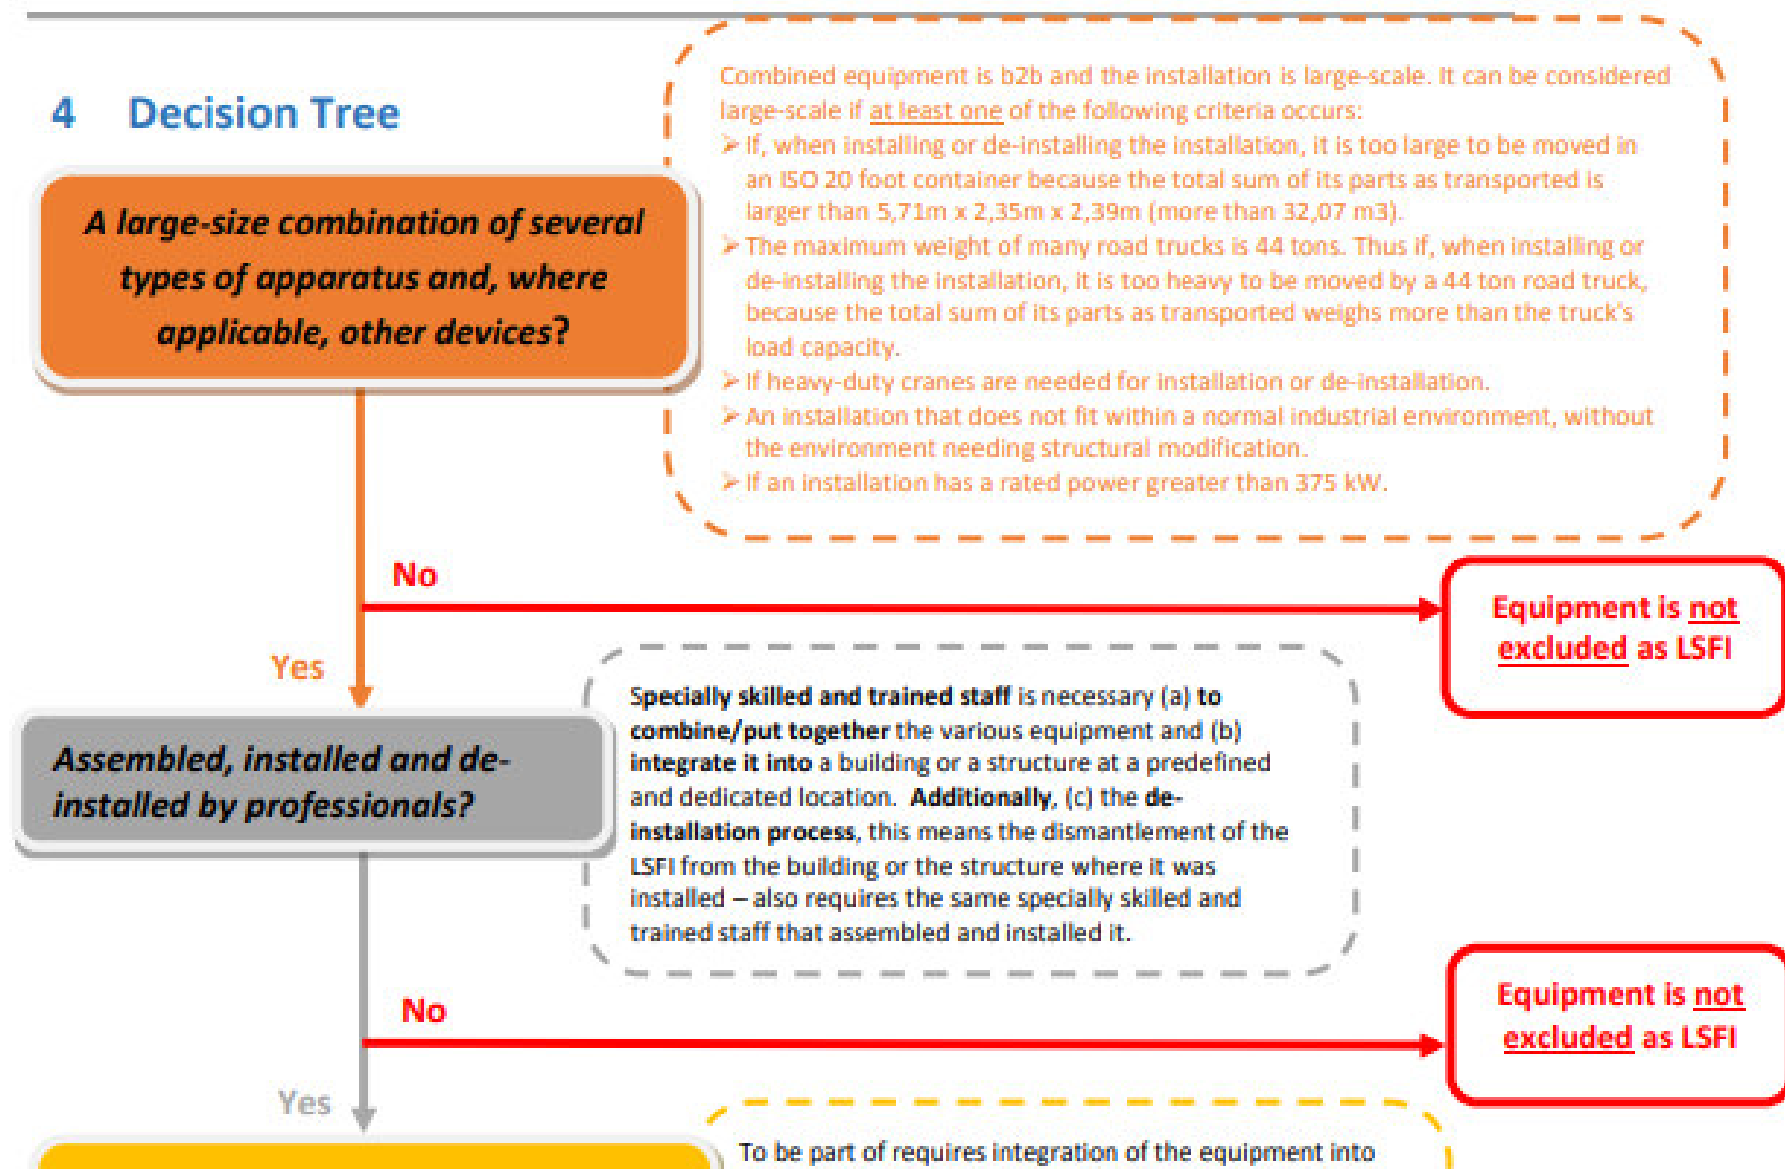 4 Decision Tree
Combined equipment is b2b and the installation is large-scale. It can be considered
large-scale if at least one of the following criteria occurs:
➢ If, when installing or de-installing the installation, it is too large to be moved in
an ISO 20 foot container because the total sum of its parts as transported is
larger than 5,71m x 2,35m x 2,39m (more than 32,07 m3).
➢ The maximum weight of many road trucks is 44 tons. Thus if, when installing or
de-installing the installation, it is too heavy to be moved by a 44 ton road truck,
because the total sum of its parts as transported weighs more than the truck's
load capacity.
➢ If heavy-duty cranes are needed for installation or de-installation.
➢ An installation that does not fit within a normal industrial environment, without
the environment needing structural modification.
➢ If an installation has a rated power greater than 375 kW.
A large-size combination of several
types of apparatus and, where
applicable, other devices?
No
Equipment is not
excluded as LSFI
Yes
Specially skilled and trained staff is necessary (a) to
combine/put together the various equipment and (b)
integrate it into a building or a structure at a predefined
and dedicated location. Additionally, (c) the de-
installation process, this means the dismantlement of the
LSFI from the building or the structure where it was
installed – also requires the same specially skilled and
trained staff that assembled and installed it.
Assembled, installed and de-
installed by professionals?
No
Equipment is not
excluded as LSFI
Yes
To be part of requires integration of the equipment into